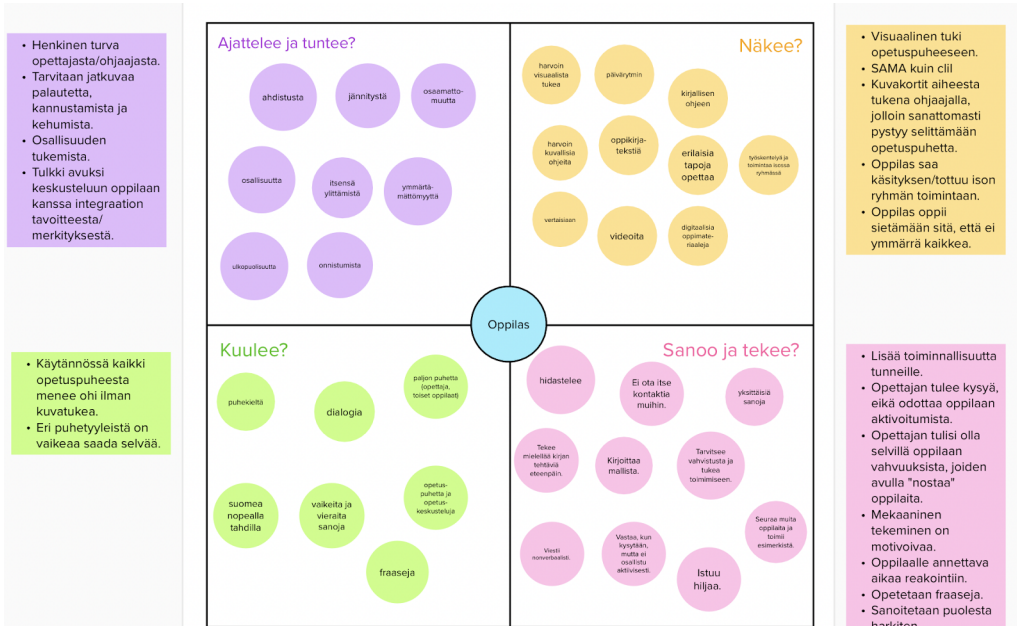 Henkinen turva
opettajasta/ohjaajasta.
Tarvitaan jatkuvaa
palautetta,
kannustamista ja
kehumista.
Osallisuuden
tukemista.
Tulkki avuksi
keskusteluun oppilaan
kanssa integraation
tavoitteesta/
merkityksestä.
Ajattelee ja tuntee?
ahdistusta
jännitystä
osaamatto-
muutta
osallisuutta
itsensä
ylittämistä
ymmärtä-
mättömyyttä
ulkopuolisuutta
onnistumista
Näkee?
harvoin
visuaalista
tukea
päivärytmin
kirjallisen
ohjeen
harvoin
kuvallisia
ohjeita
oppikirja-
tekstiä
erilaisia
tapoja
opettaa
työskentelyä ja
toimintaa isossa
ryhmässä
vertaisiaan
videoita
digitaalisia
oppimate-
riaaleja
Visuaalinen tuki
opetuspuheeseen.
SAMA kuin clil
Kuvakortit aiheesta
tukena ohjaajalla,
jolloin sanattomasti
pystyy selittämään
opetuspuhetta.
Oppilas saa
käsityksen/tottuu ison
ryhmän toimintaan.
Oppilas oppii
sietämään sitä, että ei
ymmärrä kaikkea.
Oppilas
Käytännössä kaikki
opetuspuheesta
menee ohi ilman
kuvatukea.
Eri puhetyyleistä on
vaikeaa saada selvää.
Kuulee?
puhekieltä
dialogia
paljon puhetta
(opettaja,
toiset oppilaat)
suomea
nopealla
tahdilla
vaikeita ja
vieralta
sanoja
opetus-
puhetta ja
opetus-
keskusteluja
fraaseja
Sanoo ja tekee?
hidastelee
Ei ota itse
kontaktia
muihin.
yksittäisiä
sanoja
Tekee
mielellää kirjan
tehtäviä
eteenpäin.
Kirjoittaa
mallista.
Tarvitsee
vahvistusta ja
tukea
toimimiseen.
Viestii
nonverbaalisti.
Vastaa, kun
kysytään,
mutta ei
osallistu
aktiivisesti.
Istuu
hiljaa.
Seuraa muita
oppilaita ja
toimii
esimerkistä.
Lisää toiminnallisuutta
tunneille.
Opettajan tulee kysyä,
eikä odottaa oppilaan
aktivoitumista.
Opettajan tulisi olla
selvillä oppilaan
vahvuuksista, joiden
avulla "nostaa"
oppilaita.
Mekaaninen
tekeminen on
motivoivaa.
Oppilaalle annettava
aikaa reakointiin.
Opetetaan fraaseja.
Sanoitetaan puolesta